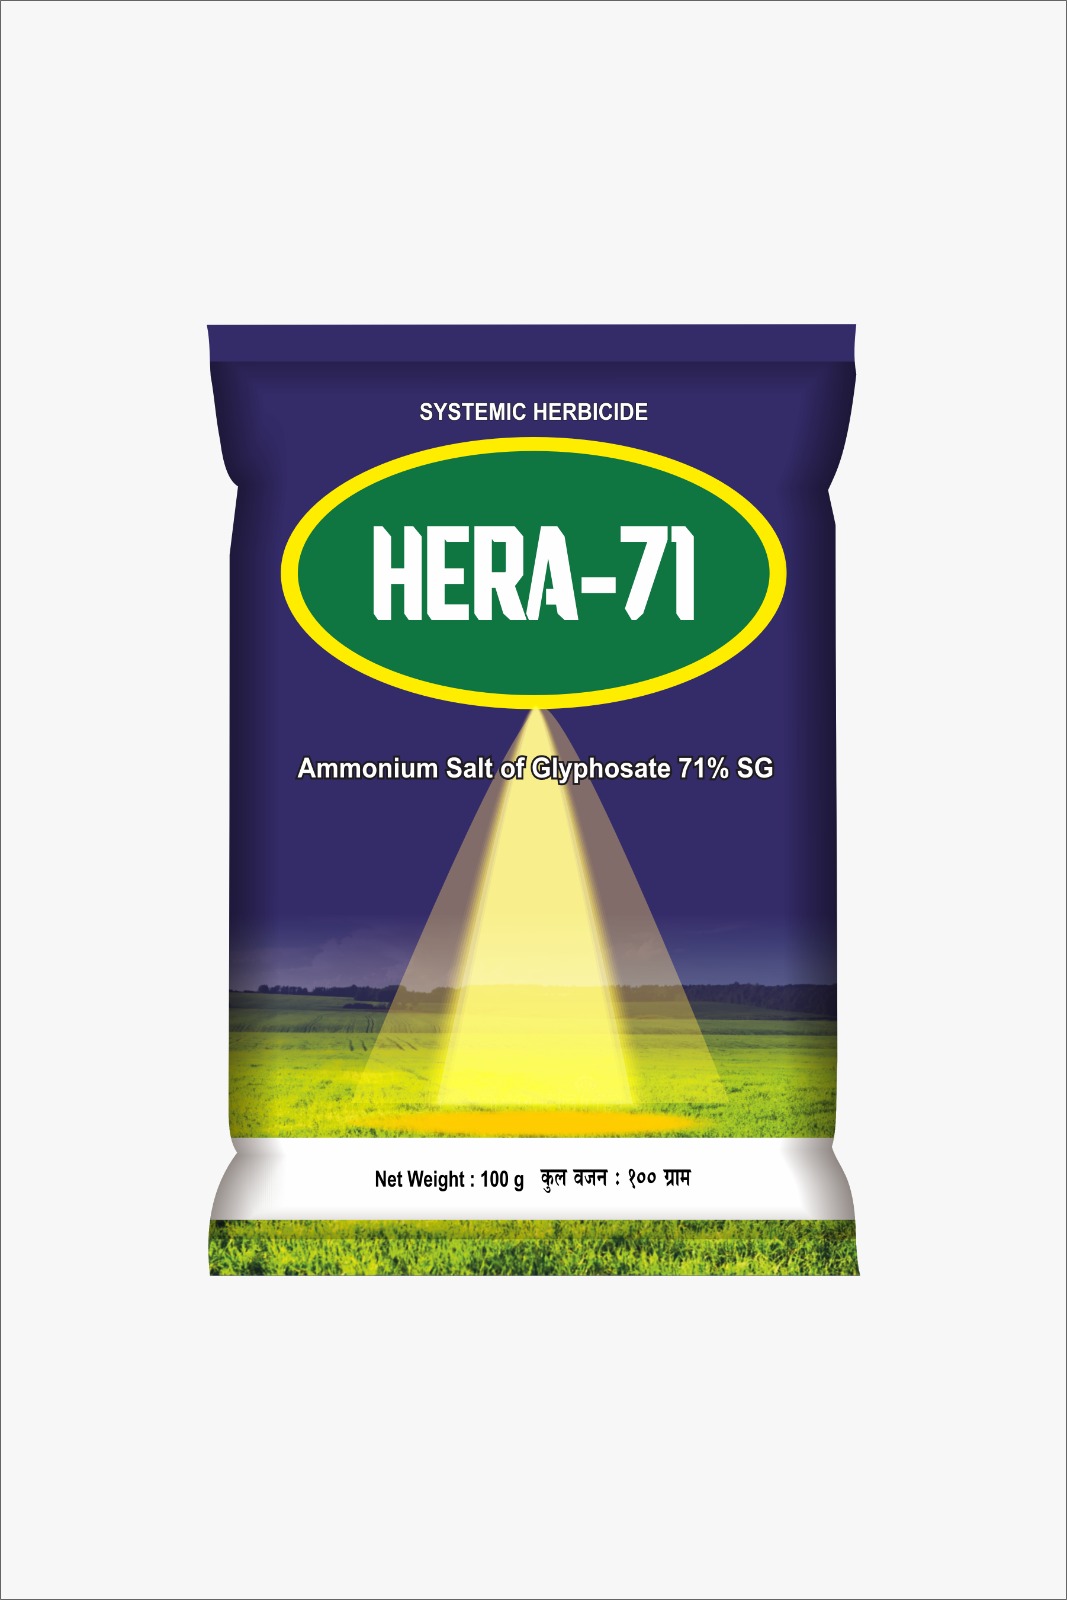 SYSTEMIC HERBICIDE
HERA-71
Ammonium Salt of Glyphosate 71% SG
Net Weight : 100 g कुल वजन : १०० ग्राम